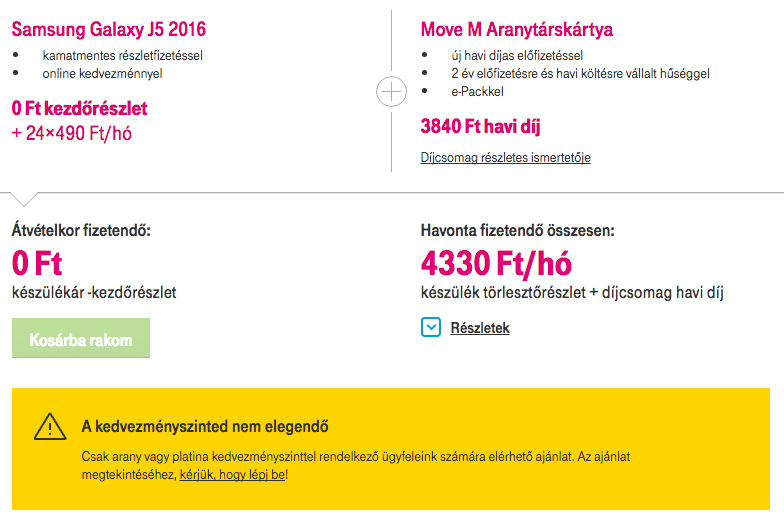 Samsung Galaxy J5 2016
• kamatmentes részletfizetéssel
• online kedvezménnyel
0 Ft kezdőrészlet
+ 24×490 Ft/hó
Move M Aranytárskártya
• új havi díjas előfizetéssel
• 2 év előfizetésre és havi költésre vállalt hűséggel
• e-Packkel
3840 Ft havi díj
Díjcsomag részletes ismertetője
Átvételkor fizetendő:
0 Ft
készülékár -kezdőrészlet
Kosárba rakom
Havonta fizetendő összesen:
4330 Ft/hó
készülék törlesztőrészlet + díjcsomag havi díj
Részletek
A kedvezményszinted nem elegendő
Csak arany vagy platina kedvezményszinttel rendelkező ügyfeleink számára elérhető ajánlat. Az ajánlat
megtekintéséhez, kérjük, hogy lépj be!